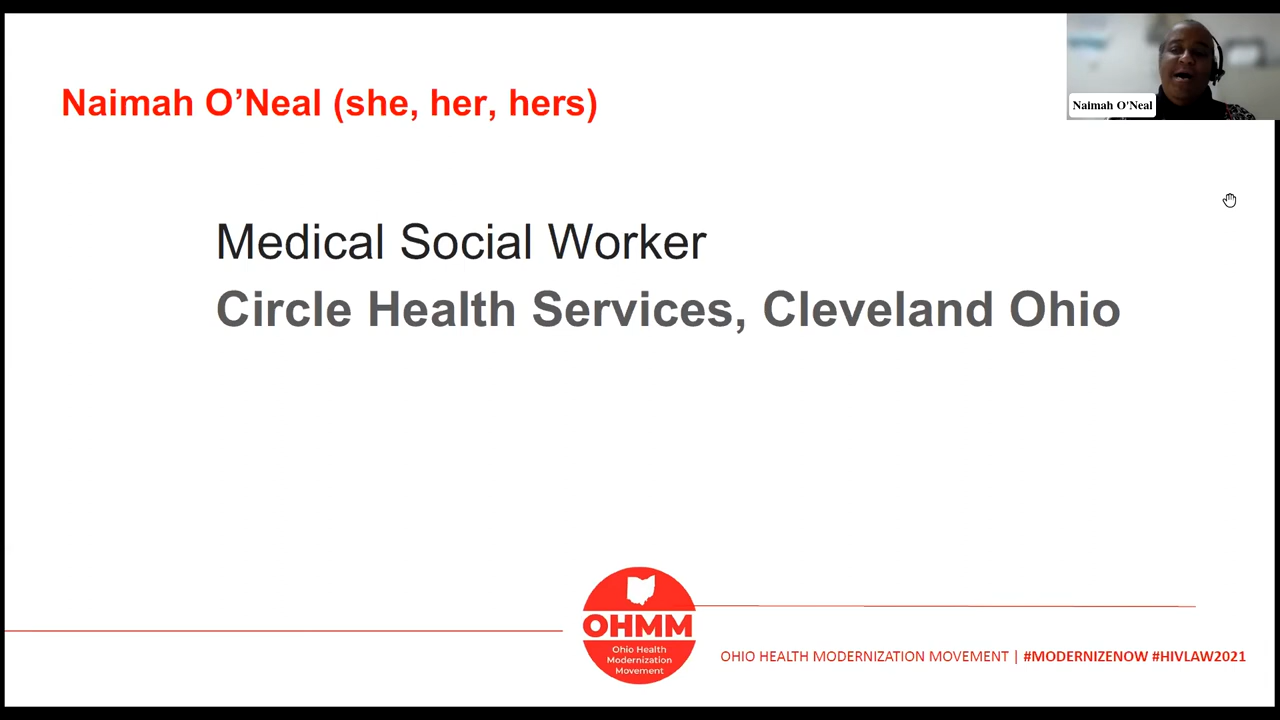 Naimah O’Neal (she, her, hers)
Naimah O'Neal
Medical Social Worker
Circle Health Services, Cleveland Ohio
OHMM
Ohio Health
Modernization
Movement
OHIO HEALTH MODERNIZATION MOVEMENT | #MODERNIZENOW #HIVLAW2021